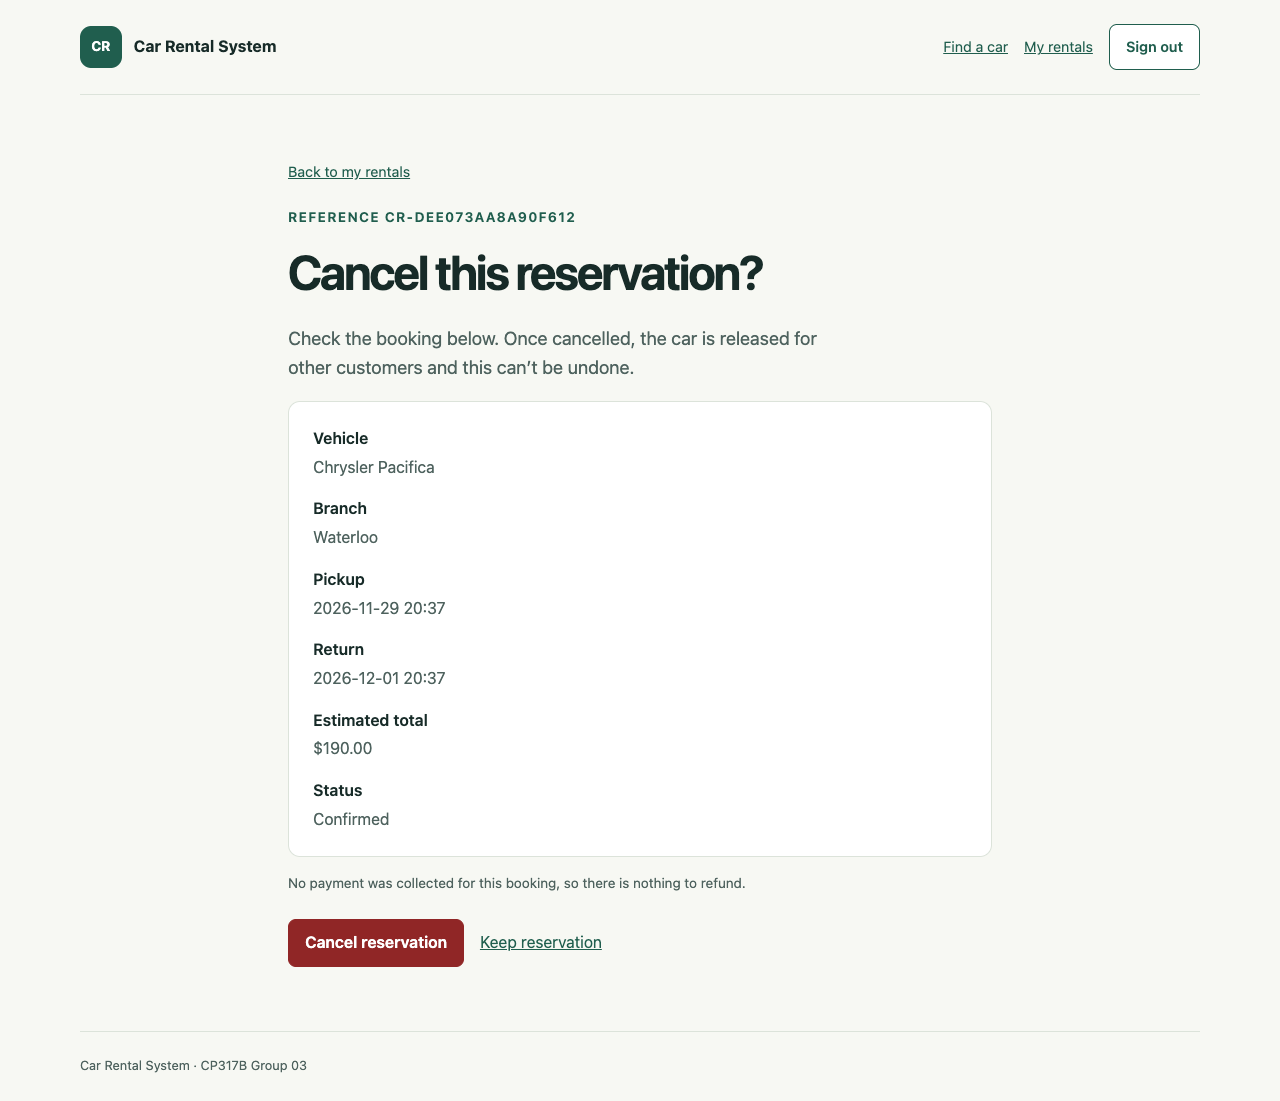 CR
Car Rental System
Find a car
My rentals
Sign out
Back to my rentals
REFERENCE CR-DEE073AA8A90F612
Cancel this reservation?
Check the booking below. Once cancelled, the car is released for
other customers and this can’t be undone.
Vehicle
Chrysler Pacifica
Branch
Waterloo
Pickup
2026-11-29 20:37
Return
2026-12-01 20:37
Estimated total
$190.00
Status
Confirmed
No payment was collected for this booking, so there is nothing to refund.
Cancel reservation
Keep reservation
Car Rental System · CP317B Group 03